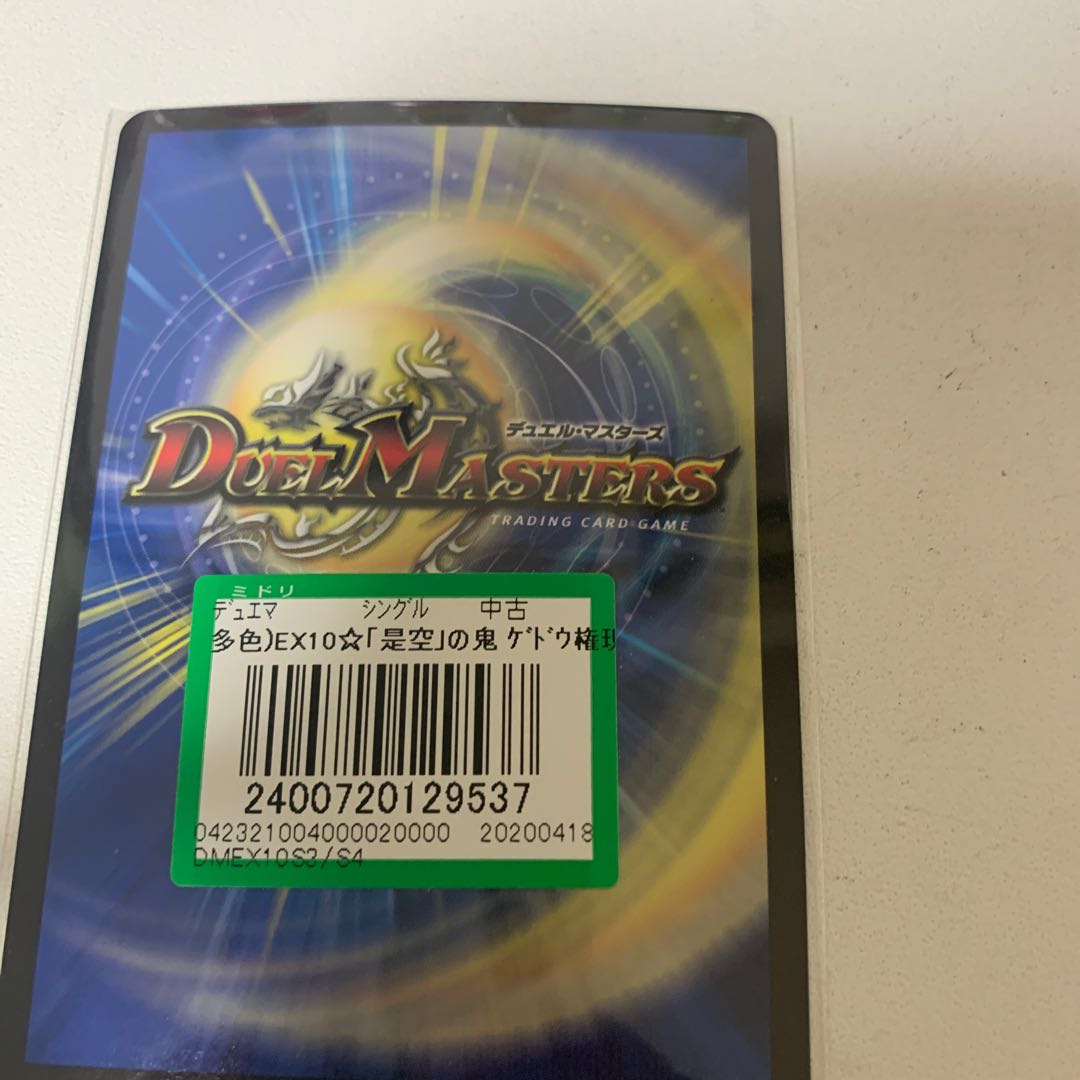 デュエル・マスターズ
DUEL MASTERS
TRADING CARD GAME
ミドリ
ﾃﾞｭｴﾏ ｼﾝｸﾞﾙ 中古
多色)EX10☆｢是空｣の鬼 ｹﾞﾄﾞｳ権現
2400720129537
042321004000020000 20200418
DMEX10S3/S4